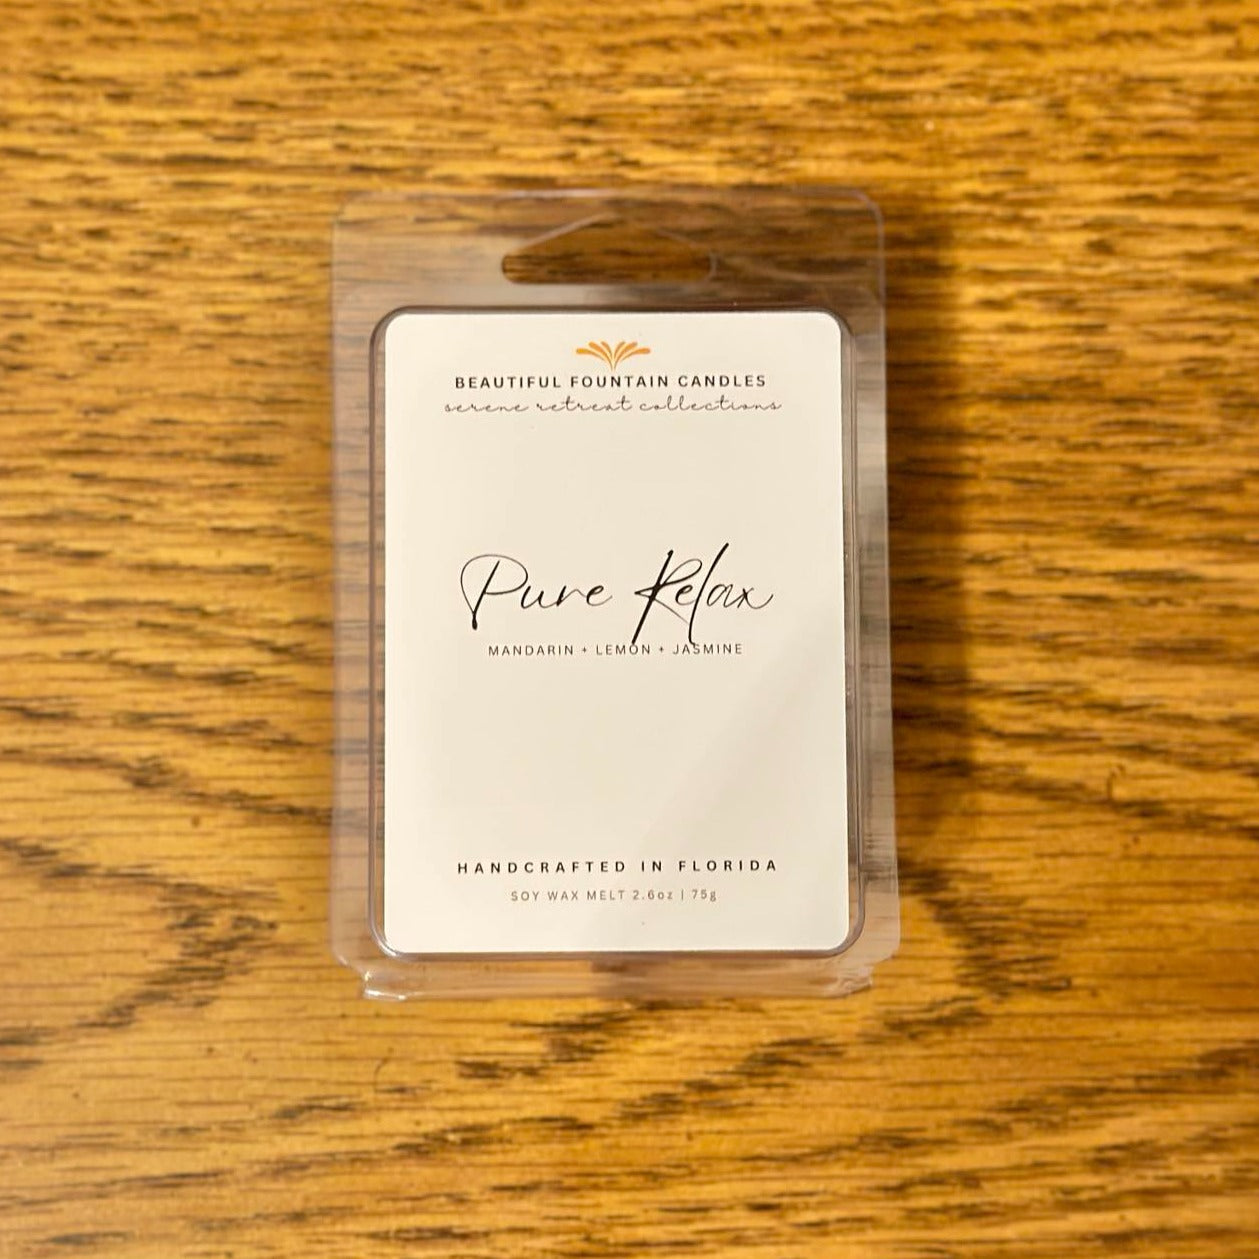 BEAUTIFUL FOUNTAIN CANDLES
serene retreat collections
Pure Relax
MANDARIN + LEMON + JASMINE
HANDCRAFTED IN FLORIDA
SOY WAX MELT 2.6oz | 75g